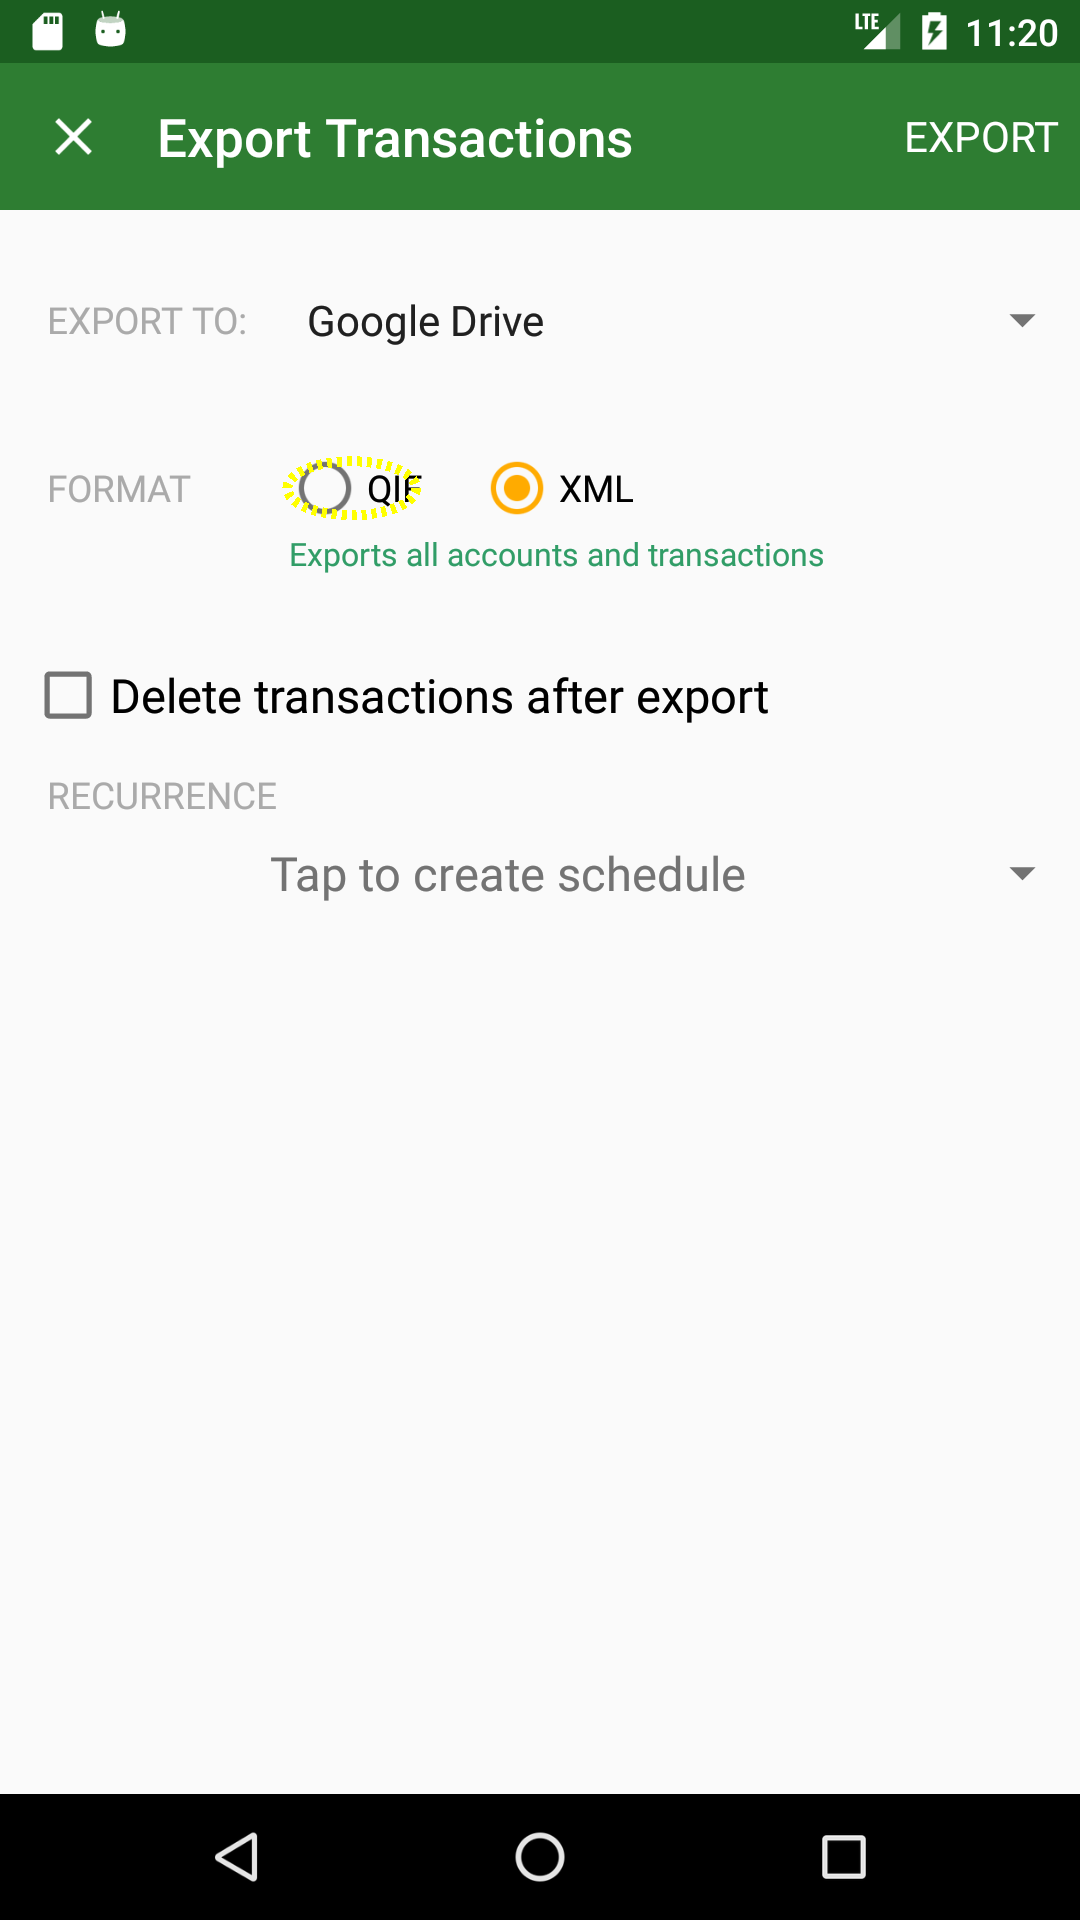 LTE 11:20
Export Transactions EXPORT
EXPORT TO: Google Drive
FORMAT QIF XML
Exports all accounts and transactions
Delete transactions after export
RECURRENCE
Tap to create schedule